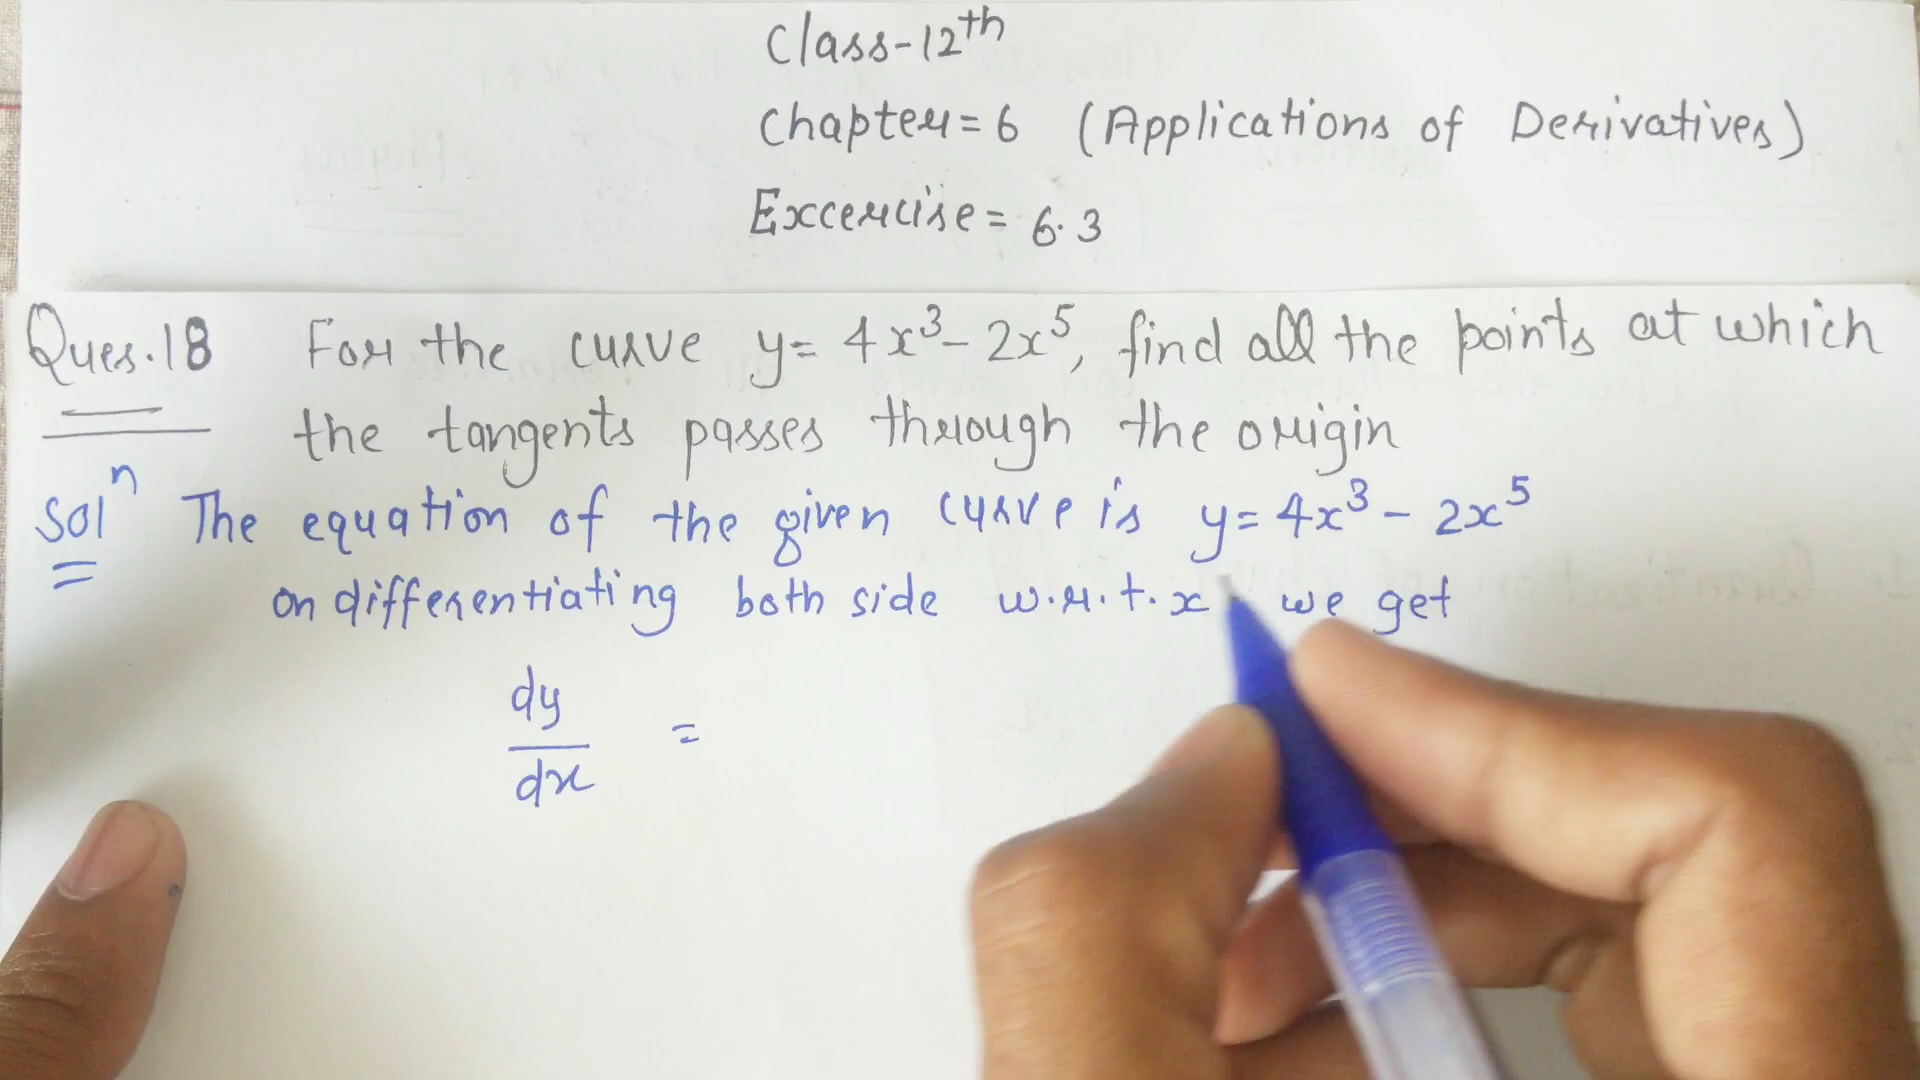 Class-12th
Chapter=6 (Applications of Derivatives)
Excercise= 6.3
Ques.18 For the curve y= 4x³- 2x⁵, find all the points at which
the tangents passes through the origin
Solⁿ The equation of the given curve is y= 4x³ - 2x⁵
on differentiating both side w.r.t. x we get
dy
dx =